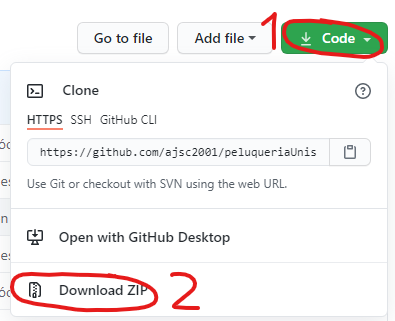 1
Go to file Add file Code
Clone
HTTPS SSH GitHub CLI
https://github.com/ajsc2001/peluqueriaUnis
Use Git or checkout with SVN using the web URL.
Open with GitHub Desktop
Download ZIP 2